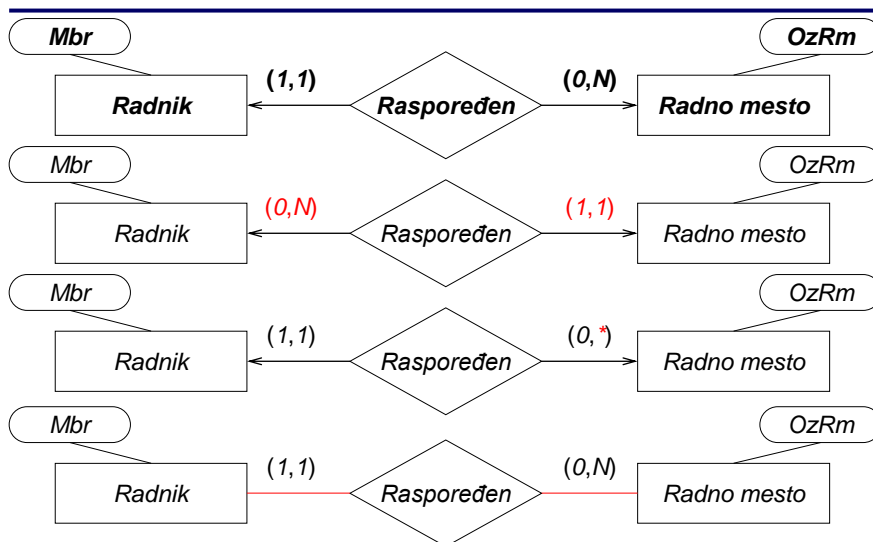 Mbr
OzRm
(1,1)
(0,N)
Radnik
Raspoređen
Radno mesto
Mbr
OzRm
(0,N)
(1,1)
Radnik
Raspoređen
Radno mesto
Mbr
OzRm
(1,1)
(0,*)
Radnik
Raspoređen
Radno mesto
Mbr
OzRm
(1,1)
(0,N)
Radnik
Raspoređen
Radno mesto